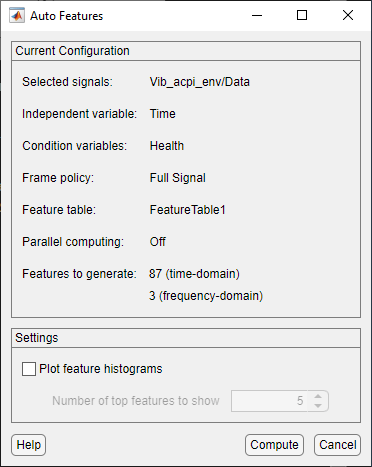 Auto Features
Current Configuration
Selected signals: Vib_acpi_env/Data
Independent variable: Time
Condition variables: Health
Frame policy: Full Signal
Feature table: FeatureTable1
Parallel computing: Off
Features to generate: 87 (time-domain)
3 (frequency-domain)
Settings
Plot feature histograms
Number of top features to show 5
Help Compute Cancel